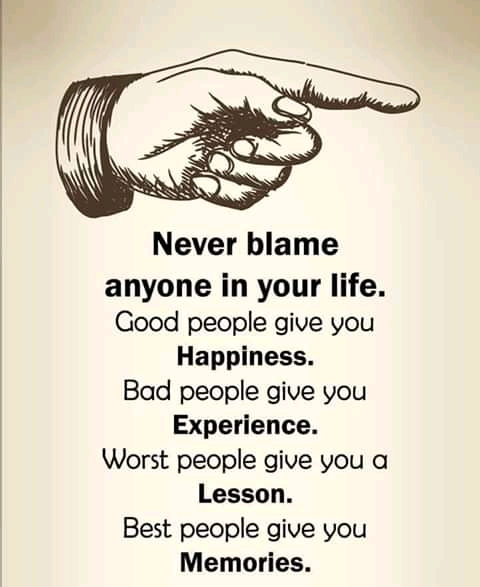 Never blame
anyone in your life.
Good people give you
Happiness.
Bad people give you
Experience.
Worst people give you a
Lesson.
Best people give you
Memories.